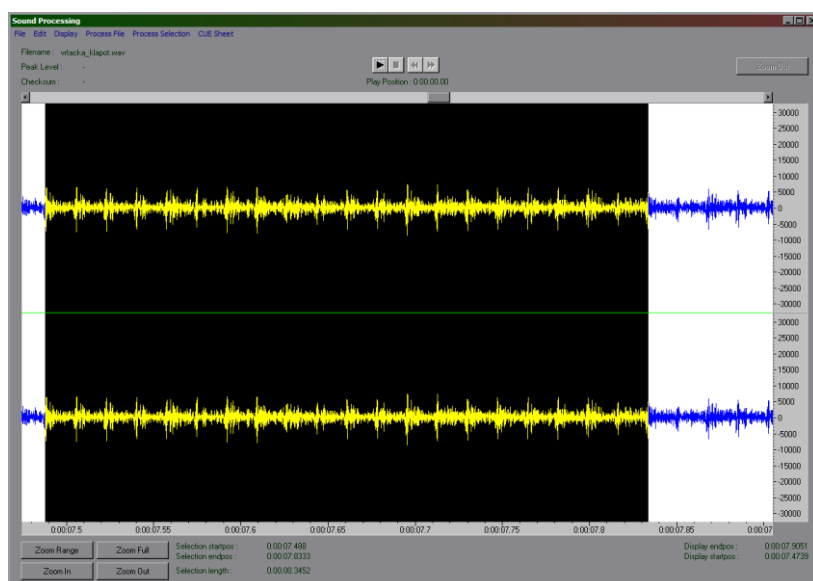 Sound Processing
File Edit Display Process File Process Selection CUE Sheet
Filename : vrtacka_klapot.wav
Peak Level : -
Checksum : -
Play Position : 0:00:00.00
Zoom Out
30000
25000
20000
15000
10000
5000
0
-5000
-10000
-15000
-20000
-25000
-30000
30000
25000
20000
15000
10000
5000
0
-5000
-10000
-15000
-20000
-25000
-30000
0:00:07.5 0:00:07.55 0:00:07.6 0:00:07.65 0:00:07.7 0:00:07.75 0:00:07.8 0:00:07.85 0:00:07
Zoom Range Zoom Full Selection startpos : 0:00:07.488 Display endpos : 0:00:07.9051
Selection endpos : 0:00:07.8333 Display startpos : 0:00:07.4739
Zoom In Zoom Out Selection length : 0:00:00.3452